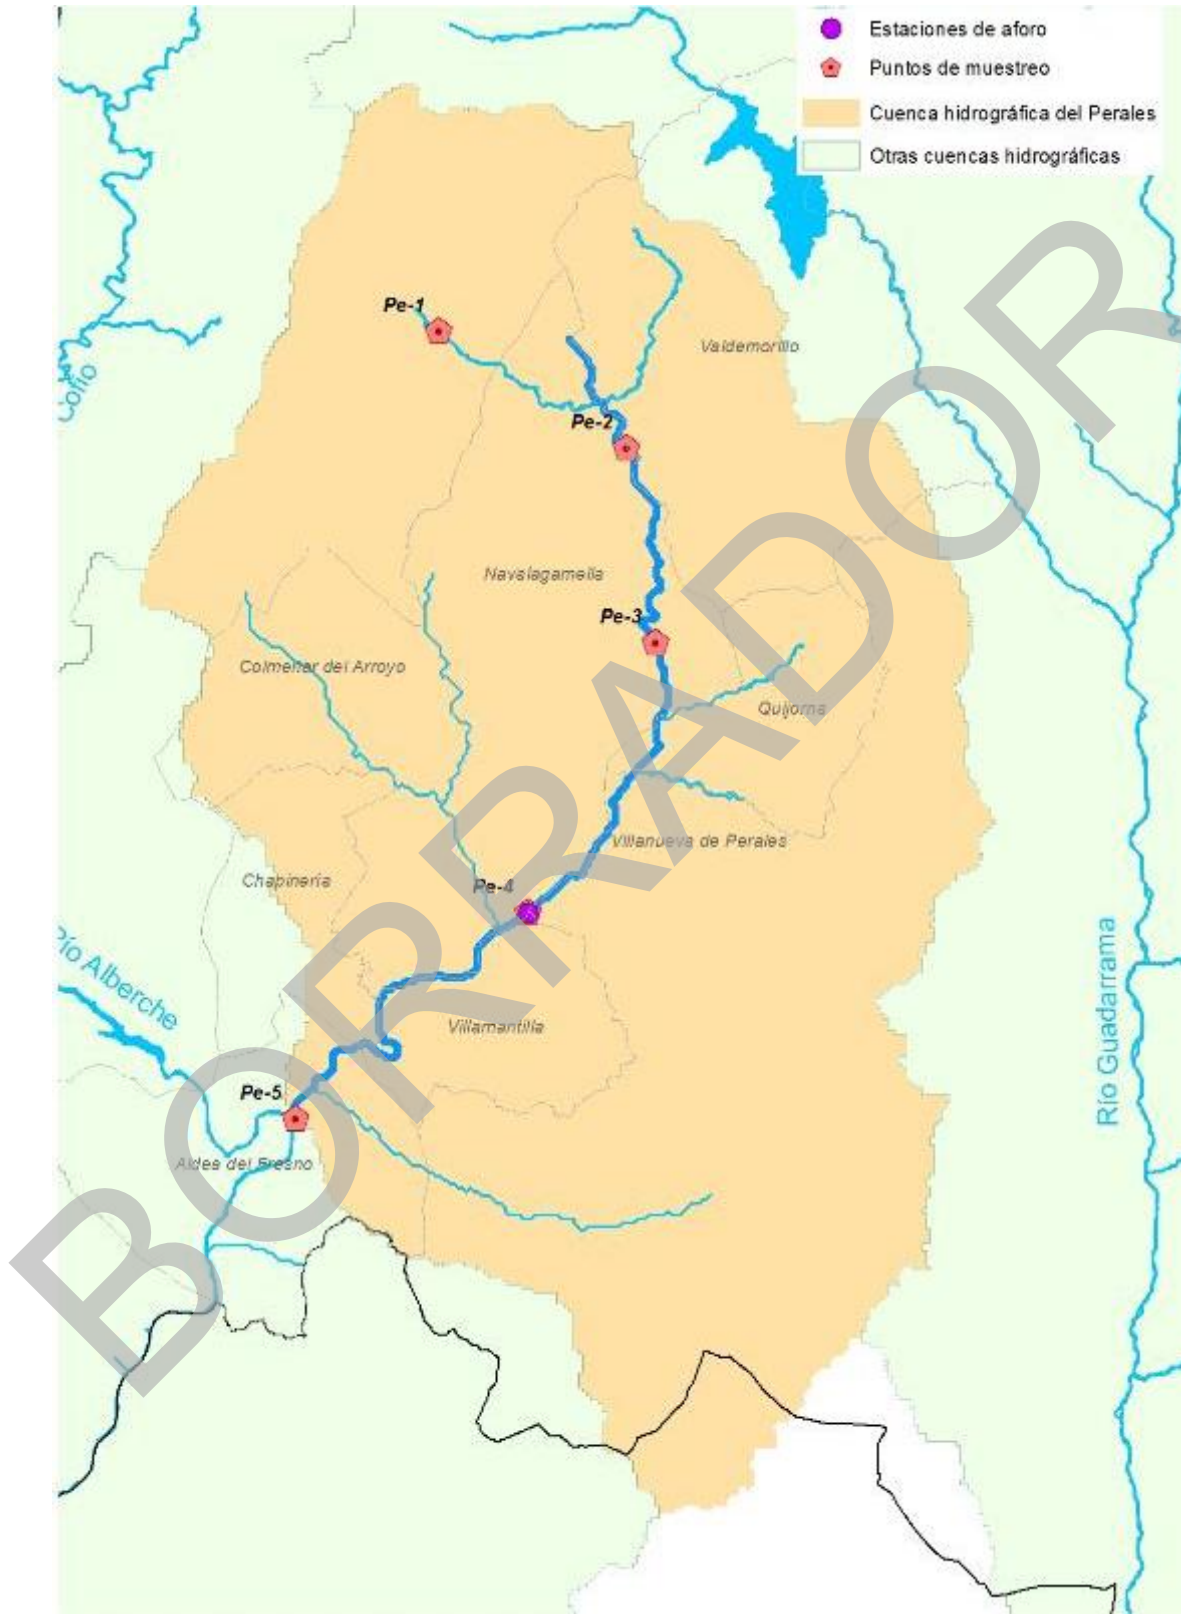 Estaciones de aforo
Puntos de muestreo
Cuenca hidrográfica del Perales
Otras cuencas hidrográficas
Pe-1
Valdemorillo
Cofio
Pe-2
Navalagamella
Pe-3
Colmenar del Arroyo
Quijorna
Villanueva de Perales
Chapinería
Pe-4
Río Alberche
Río Guadarrama
Villamantilla
Pe-5
Aldea del Fresno
BORRADOR